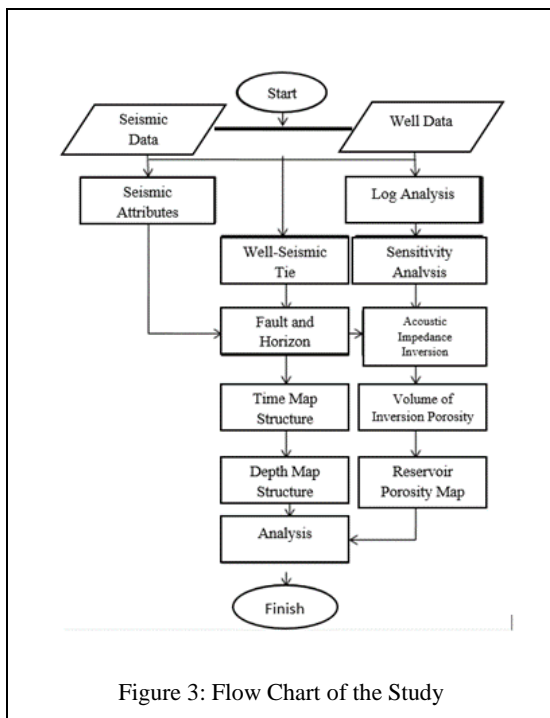 Start
Seismic
Data
Well Data
Seismic
Attributes
Log Analysis
Well-Seismic
Tie
Sensitivity
Analysis
Fault and
Horizon
Acoustic
Impedance
Inversion
Time Map
Structure
Volume of
Inversion Porosity
Depth Map
Structure
Reservoir
Porosity Map
Analysis
Finish
Figure 3: Flow Chart of the Study